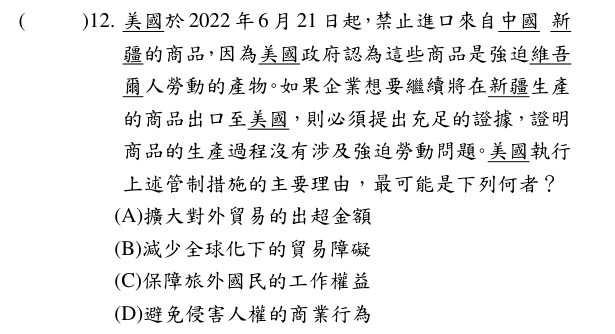 (　　)12. 美國於 2022 年 6 月 21 日起，禁止進口來自中國 新
疆的商品，因為美國政府認為這些商品是強迫維吾
爾人勞動的產物。如果企業想要繼續將在新疆生產
的商品出口至美國，則必須提出充足的證據，證明
商品的生產過程沒有涉及強迫勞動問題。美國執行
上述管制措施的主要理由，最可能是下列何者？
(A)擴大對外貿易的出超金額
(B)減少全球化下的貿易障礙
(C)保障旅外國民的工作權益
(D)避免侵害人權的商業行為